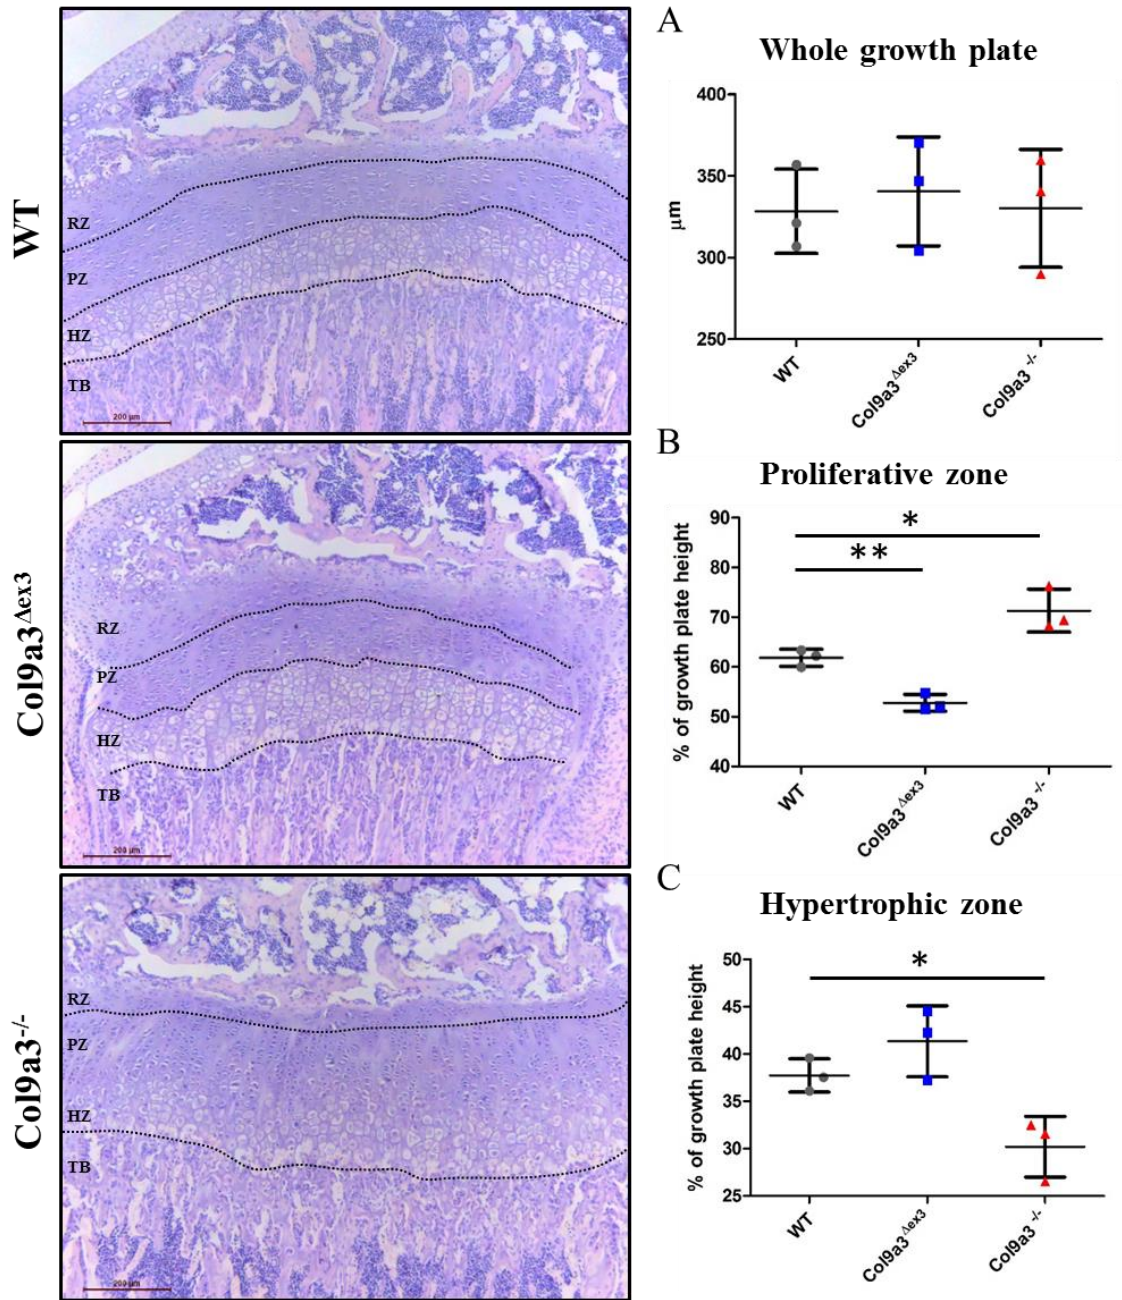 WT
RZ
PZ
HZ
TB
200 µm
Col9a3Δex3
RZ
PZ
HZ
TB
200 µm
Col9a3-/-
RZ
PZ
HZ
TB
200 µm
A
Whole growth plate
400
350
300
250
µm
WT
Col9a3Δex3
Col9a3-/-
B
Proliferative zone
90
80
70
60
50
40
% of growth plate height
*
**
WT
Col9a3Δex3
Col9a3-/-
C
Hypertrophic zone
50
45
40
35
30
25
% of growth plate height
*
WT
Col9a3Δex3
Col9a3-/-